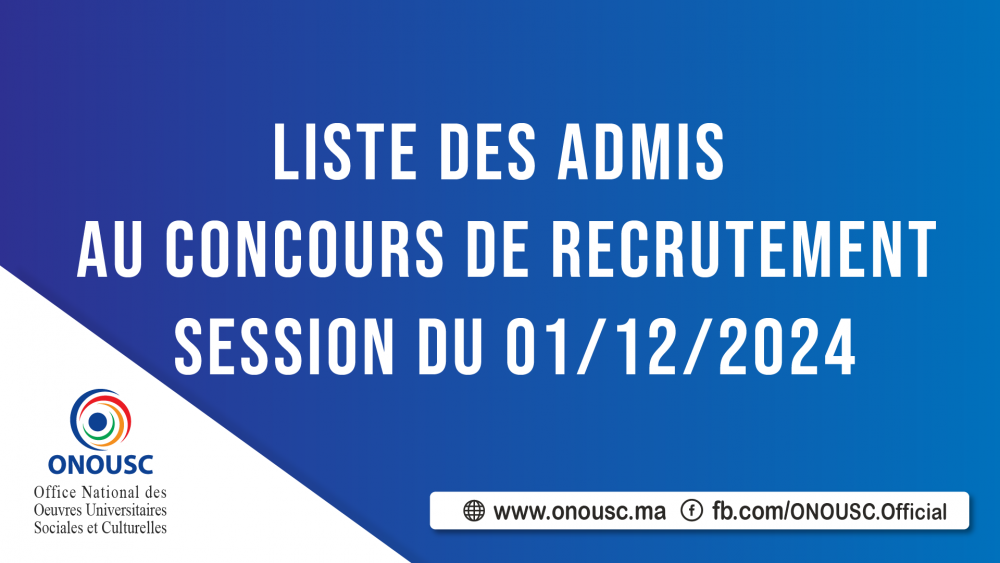 LISTE DES ADMIS
AU CONCOURS DE RECRUTEMENT
SESSION DU 01/12/2024
ONOUSC
Office National des
Oeuvres Universitaires
Sociales et Culturelles
www.onousc.ma fb.com/ONOUSC.Official